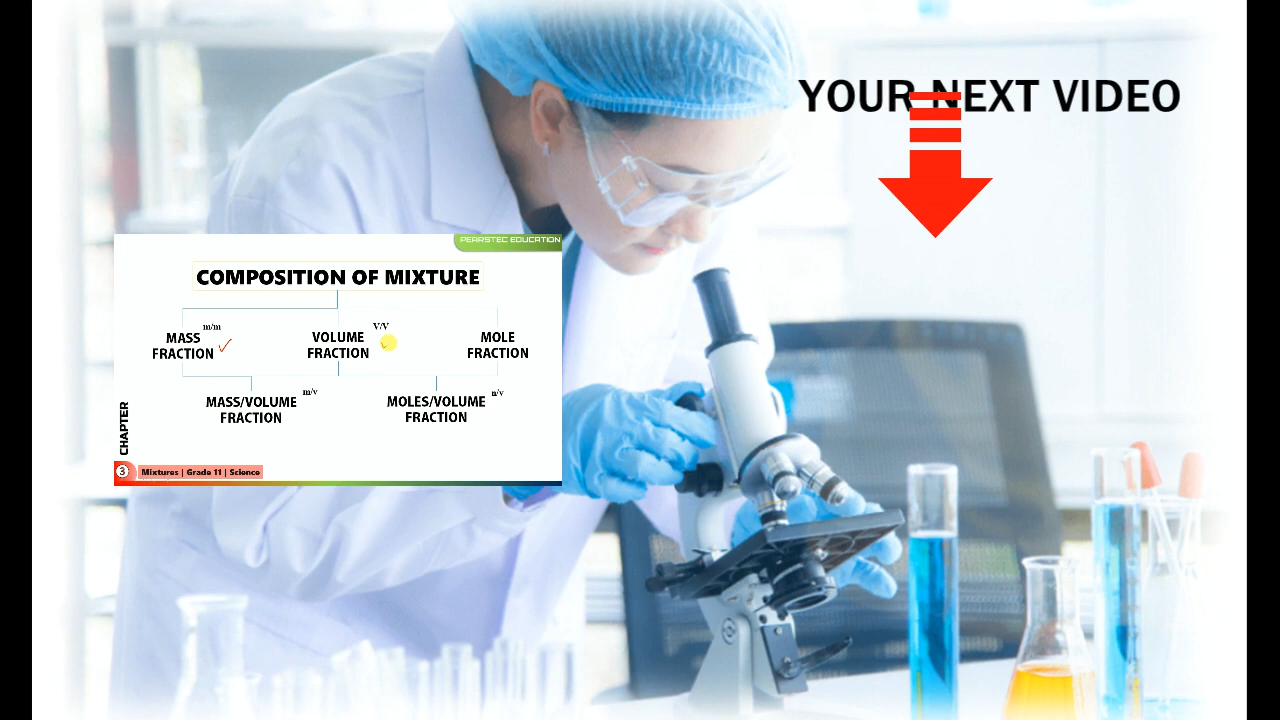 YOUR NEXT VIDEO
PEARSTEC EDUCATION
COMPOSITION OF MIXTURE
MASS
FRACTION
m/m
VOLUME
FRACTION
V/V
MOLE
FRACTION
MASS/VOLUME
FRACTION
m/v
MOLES/VOLUME
FRACTION
n/v
CHAPTER
3
Mixtures | Grade 11 | Science